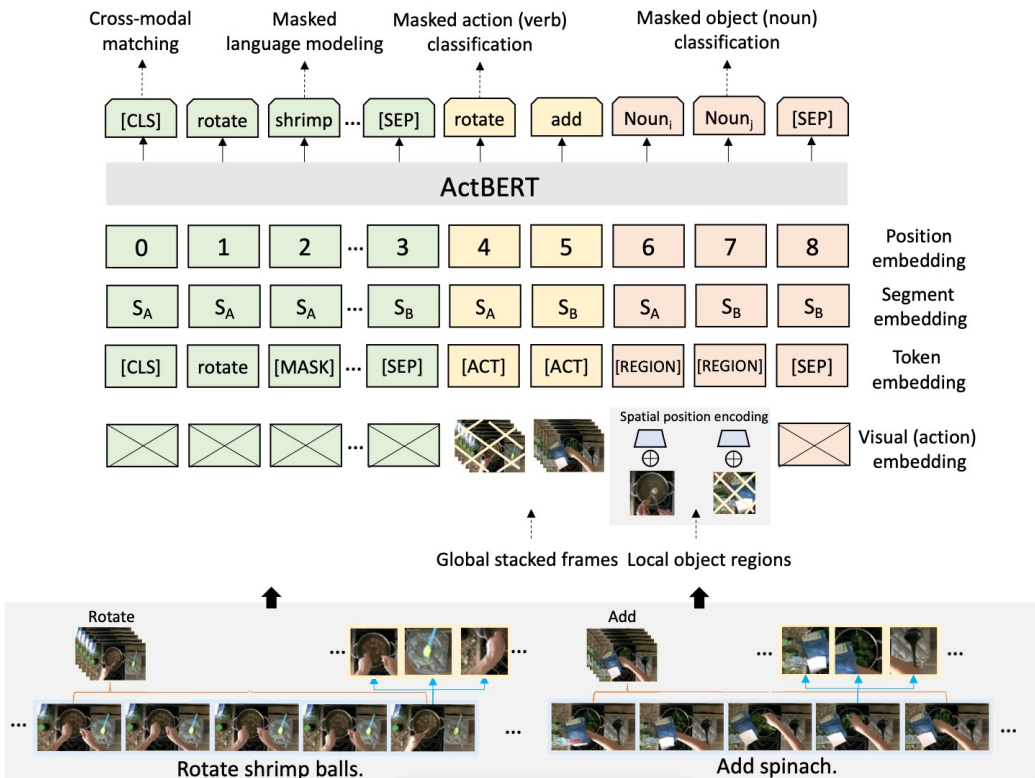 Cross-modal matching
Masked language modeling
Masked action (verb) classification
Masked object (noun) classification
[CLS] rotate shrimp ... [SEP] rotate add Nounᵢ Nounⱼ [SEP]
ActBERT
0 1 2 ... 3 4 5 6 7 8 Position embedding
S_A S_A S_A ... S_B S_A S_B S_A S_B S_B Segment embedding
[CLS] rotate [MASK] ... [SEP] [ACT] [ACT] [REGION] [REGION] [SEP] Token embedding
... Spatial position encoding Visual (action) embedding
Global stacked frames Local object regions
Rotate Add
... ... ... ...
... ... ...
Rotate shrimp balls. Add spinach.